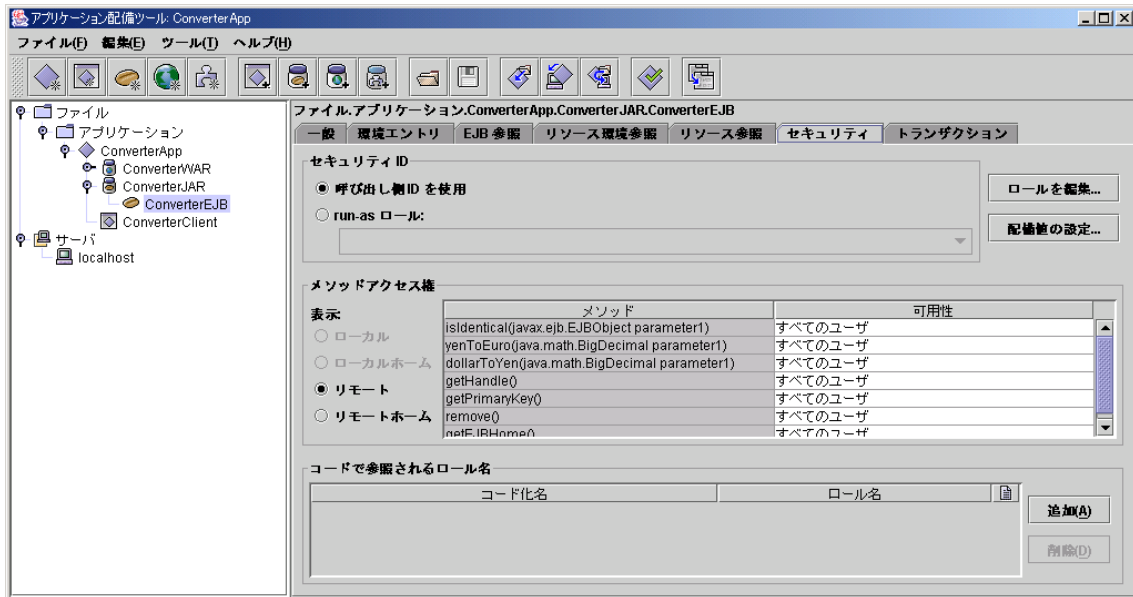 アプリケーション配備ツール: ConverterApp
ファイル(F) 編集(E) ツール(T) ヘルプ(H)
ファイル
アプリケーション
ConverterApp
ConverterWAR
ConverterJAR
ConverterEJB
ConverterClient
サーバ
localhost
ファイル.アプリケーション.ConverterApp.ConverterJAR.ConverterEJB
一般 環境エントリ EJB 参照 リソース環境参照 リソース参照 セキュリティ トランザクション
セキュリティ ID
呼び出し側ID を使用
run-as ロール:
ロールを編集...
配備値の設定...
メソッドアクセス権
表示:
ローカル
ローカルホーム
リモート
リモートホーム
メソッド 可用性
isIdentical(javax.ejb.EJBObject parameter1) すべてのユーザ
yenToEuro(java.math.BigDecimal parameter1) すべてのユーザ
dollarToYen(java.math.BigDecimal parameter1) すべてのユーザ
getHandle() すべてのユーザ
getPrimaryKey() すべてのユーザ
remove() すべてのユーザ
getEJBHome() すべてのユーザ
コードで参照されるロール名
コード化名 ロール名
追加(A)
削除(D)